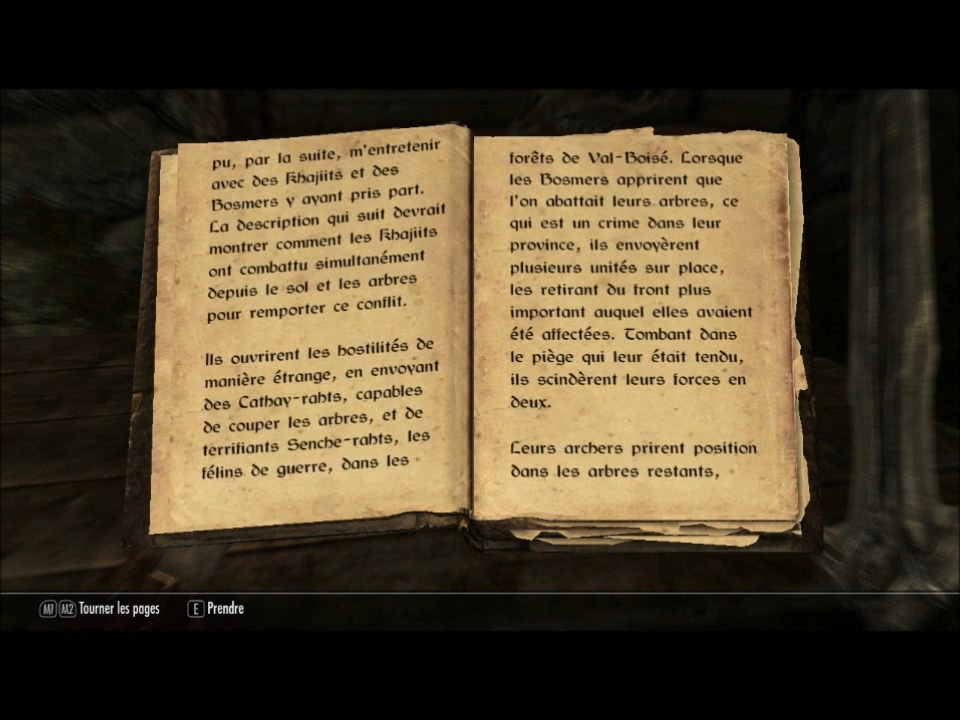 pu, par la suite, m'entretenir
avec des Khajiits et des
Bosmers y ayant pris part.
La description qui suit devrait
montrer comment les Khajiits
ont combattu simultanément
depuis le sol et les arbres
pour remporter ce conflit.
Ils ouvrirent les hostilités de
manière étrange, en envoyant
des Cathay-rahts, capables
de couper les arbres, et de
terrifiants Senche-rahts, les
félins de guerre, dans les
forêts de Val-Boisé. Lorsque
les Bosmers apprirent que
l'on abattait leurs arbres, ce
qui est un crime dans leur
province, ils envoyèrent
plusieurs unités sur place,
les retirant du front plus
important auquel elles avaient
été affectées. Tombant dans
le piège qui leur était tendu,
ils scindèrent leurs forces en
deux.
Leurs archers prirent position
dans les arbres restants,
M1 M2 Tourner les pages E Prendre